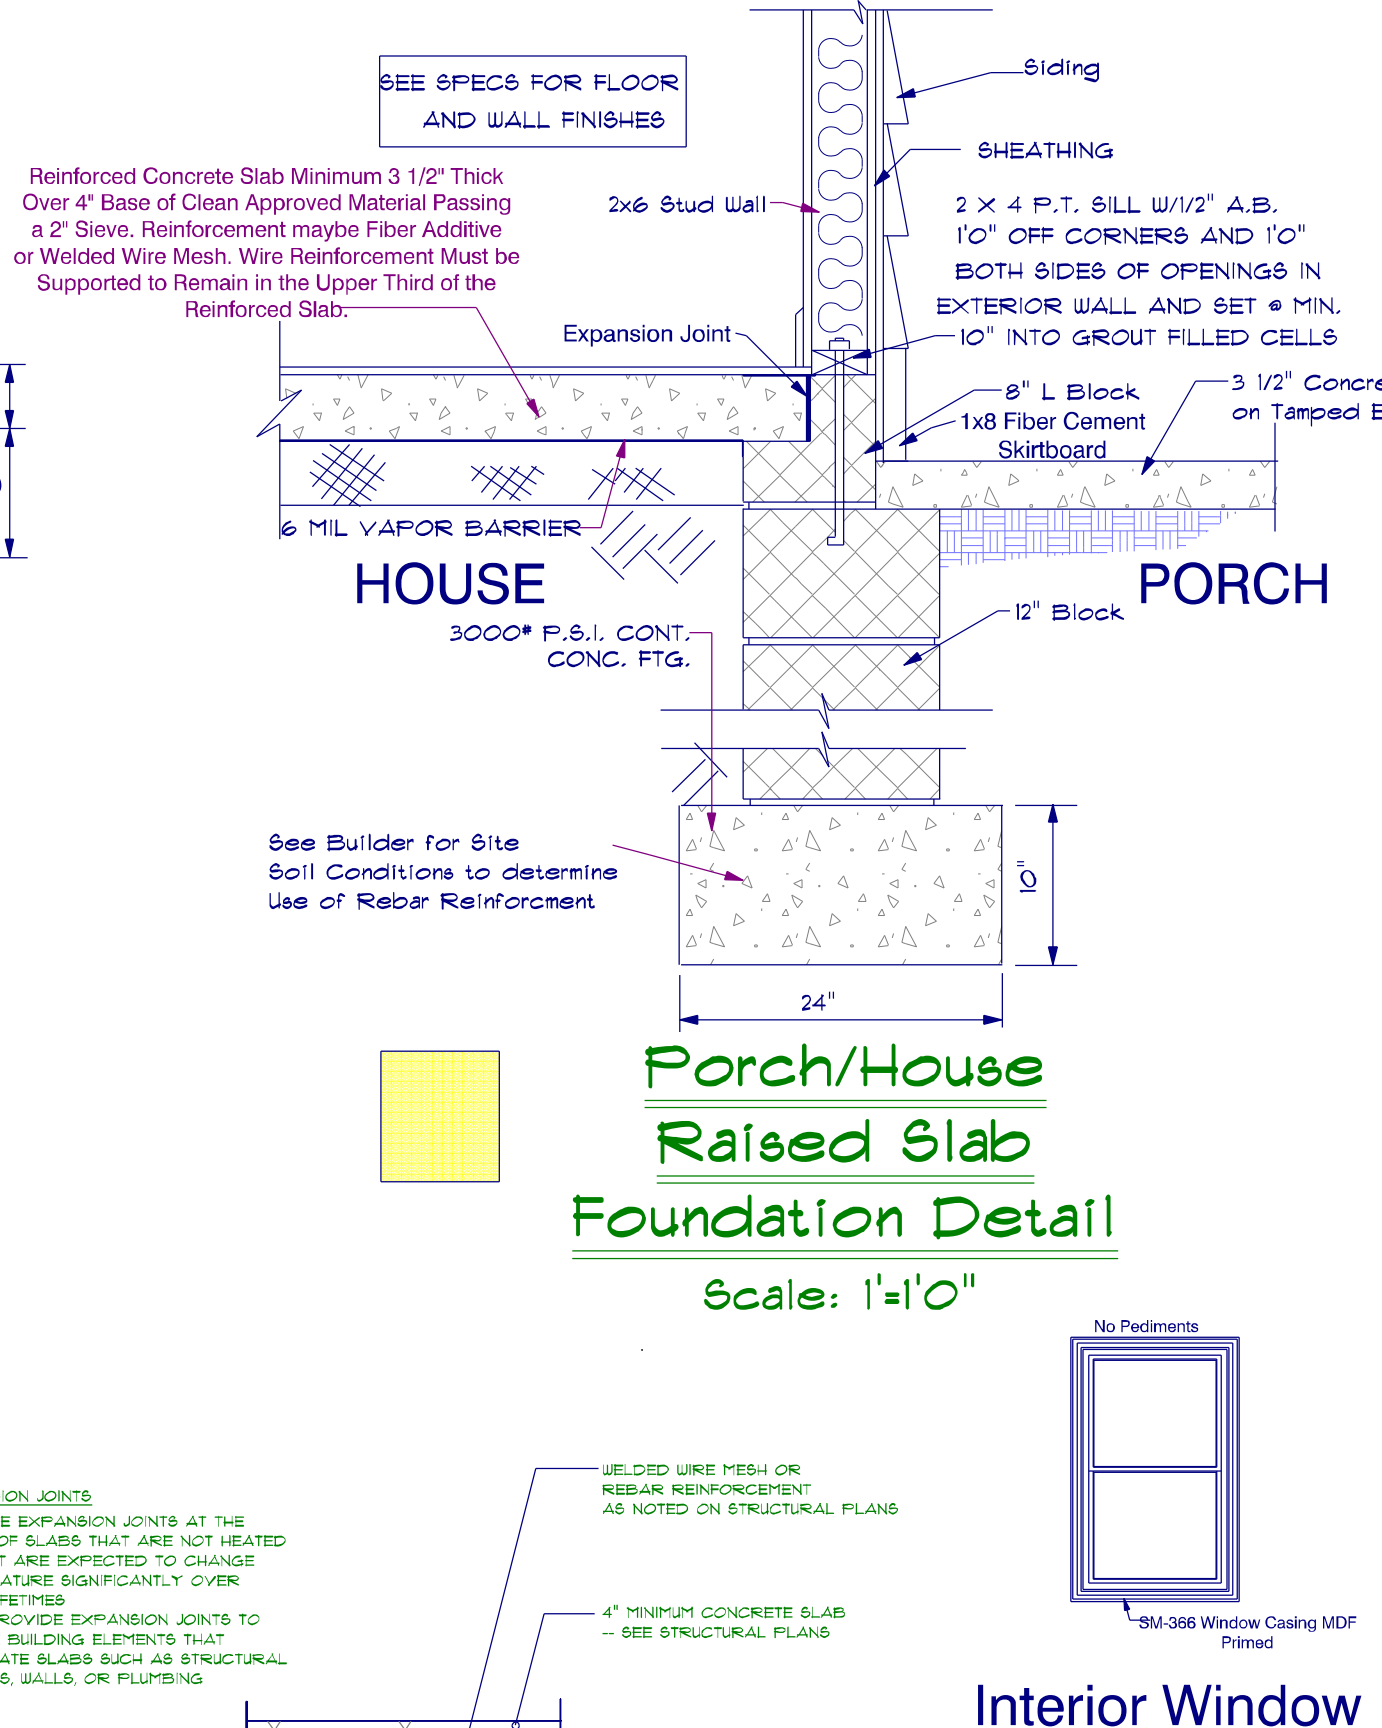 SEE SPECS FOR FLOOR
AND WALL FINISHES
Siding
SHEATHING
Reinforced Concrete Slab Minimum 3 1/2" Thick
Over 4" Base of Clean Approved Material Passing
a 2" Sieve. Reinforcement maybe Fiber Additive
or Welded Wire Mesh. Wire Reinforcement Must be
Supported to Remain in the Upper Third of the
Reinforced Slab.
2x6 Stud Wall
2 X 4 P.T. SILL W/1/2" A.B.
1'0" OFF CORNERS AND 1'0"
BOTH SIDES OF OPENINGS IN
EXTERIOR WALL AND SET @ MIN.
10" INTO GROUT FILLED CELLS
Expansion Joint
8" L Block
1x8 Fiber Cement
Skirtboard
3 1/2" Concre
on Tamped
6 MIL VAPOR BARRIER
HOUSE
PORCH
12" Block
3000# P.S.I. CONT.
CONC. FTG.
See Builder for Site
Soil Conditions to determine
Use of Rebar Reinforcment
10"
24"
Porch/House
Raised Slab
Foundation Detail
Scale: 1'=1'0"
No Pediments
SM-366 Window Casing MDF
Primed
Interior Window
WELDED WIRE MESH OR
REBAR REINFORCEMENT
AS NOTED ON STRUCTURAL PLANS
4" MINIMUM CONCRETE SLAB
-- SEE STRUCTURAL PLANS
ION JOINTS
E EXPANSION JOINTS AT THE
OF SLABS THAT ARE NOT HEATED
T ARE EXPECTED TO CHANGE
ATURE SIGNIFICANTLY OVER
FETIMES
ROVIDE EXPANSION JOINTS TO
BUILDING ELEMENTS THAT
ATE SLABS SUCH AS STRUCTURAL
S, WALLS, OR PLUMBING